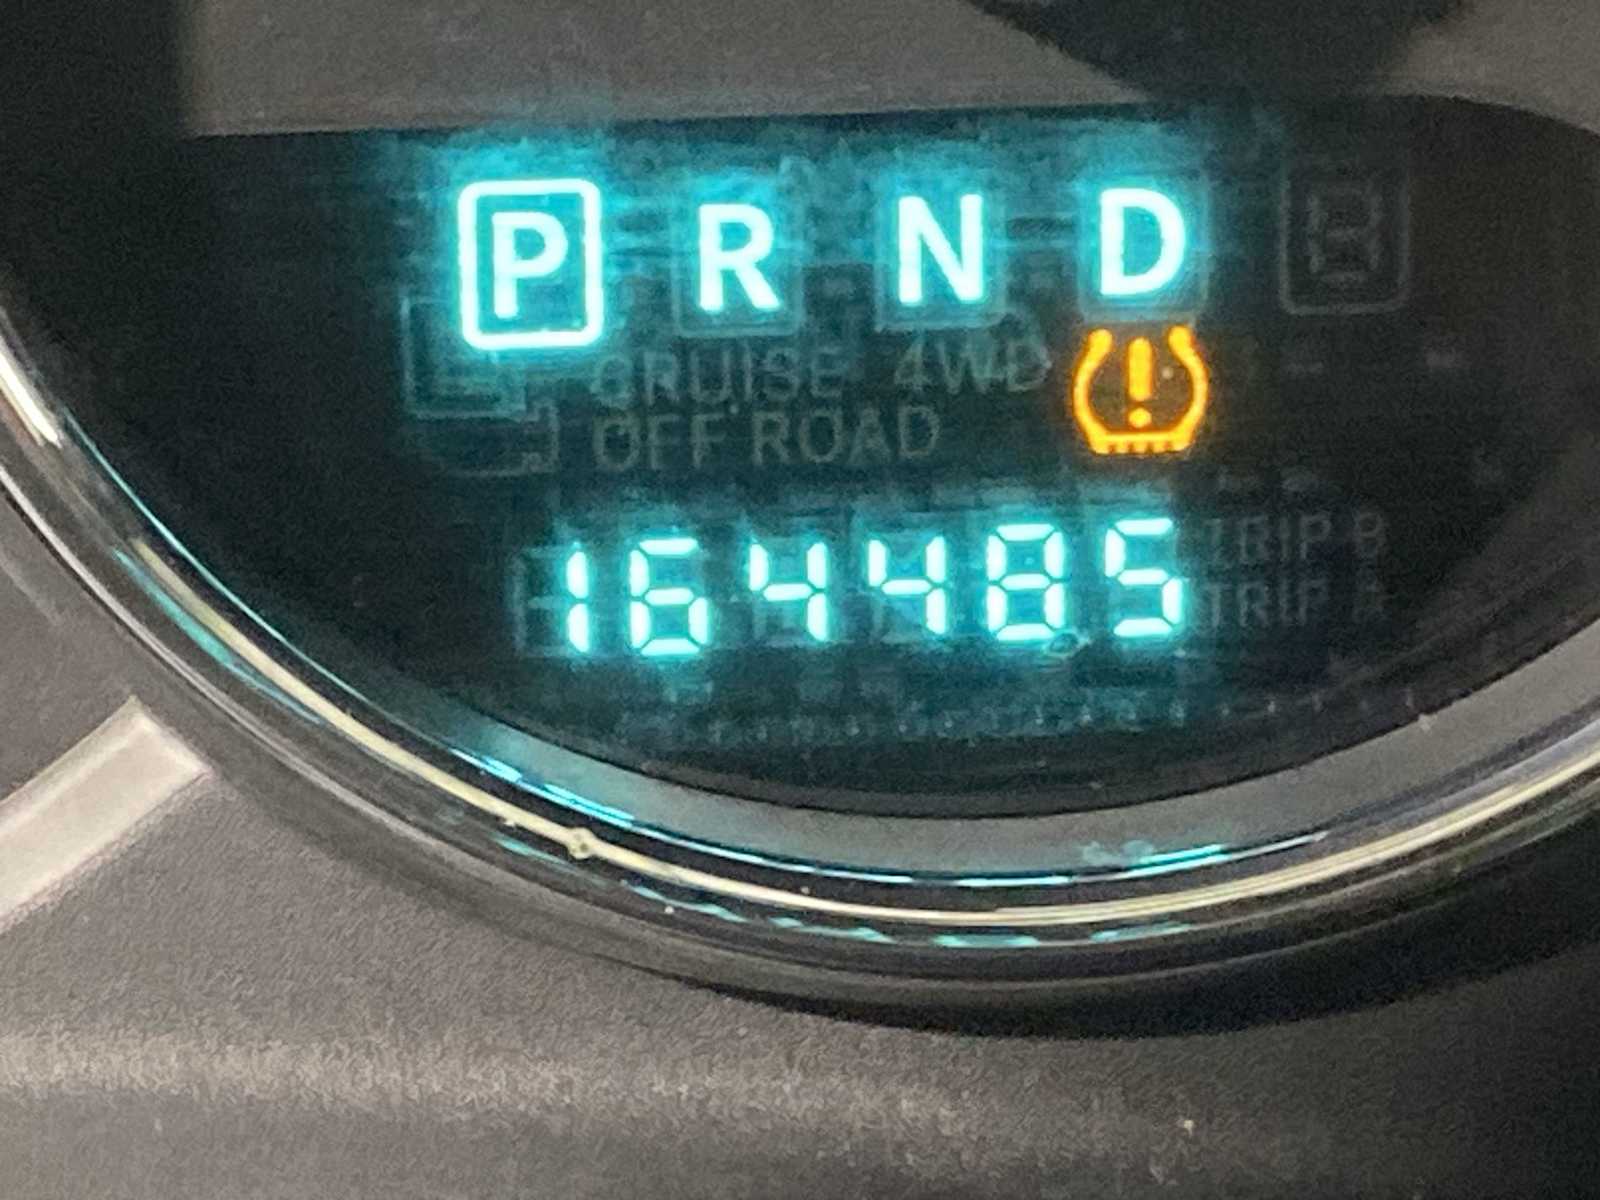 P R N D
CRUISE 4WD
OFF ROAD
164485
TRIP B
TRIP A